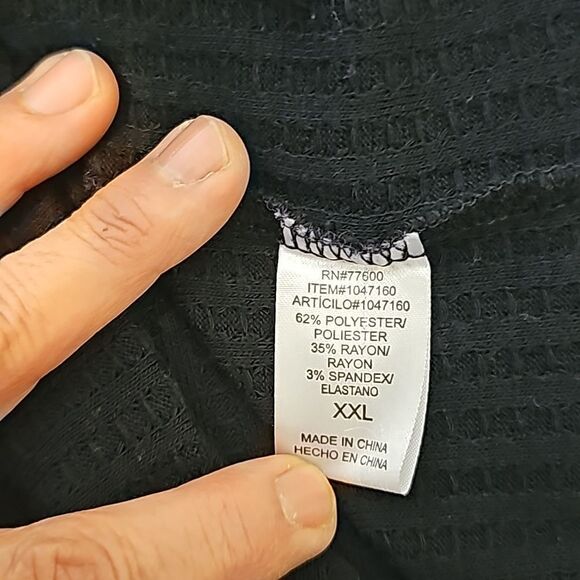 RN#77600
ITEM#1047160
ARTÍCILO#1047160
62% POLYESTER/
POLIESTER
35% RAYON/
RAYON
3% SPANDEX/
ELASTANO
XXL
MADE IN CHINA
HECHO EN CHINA